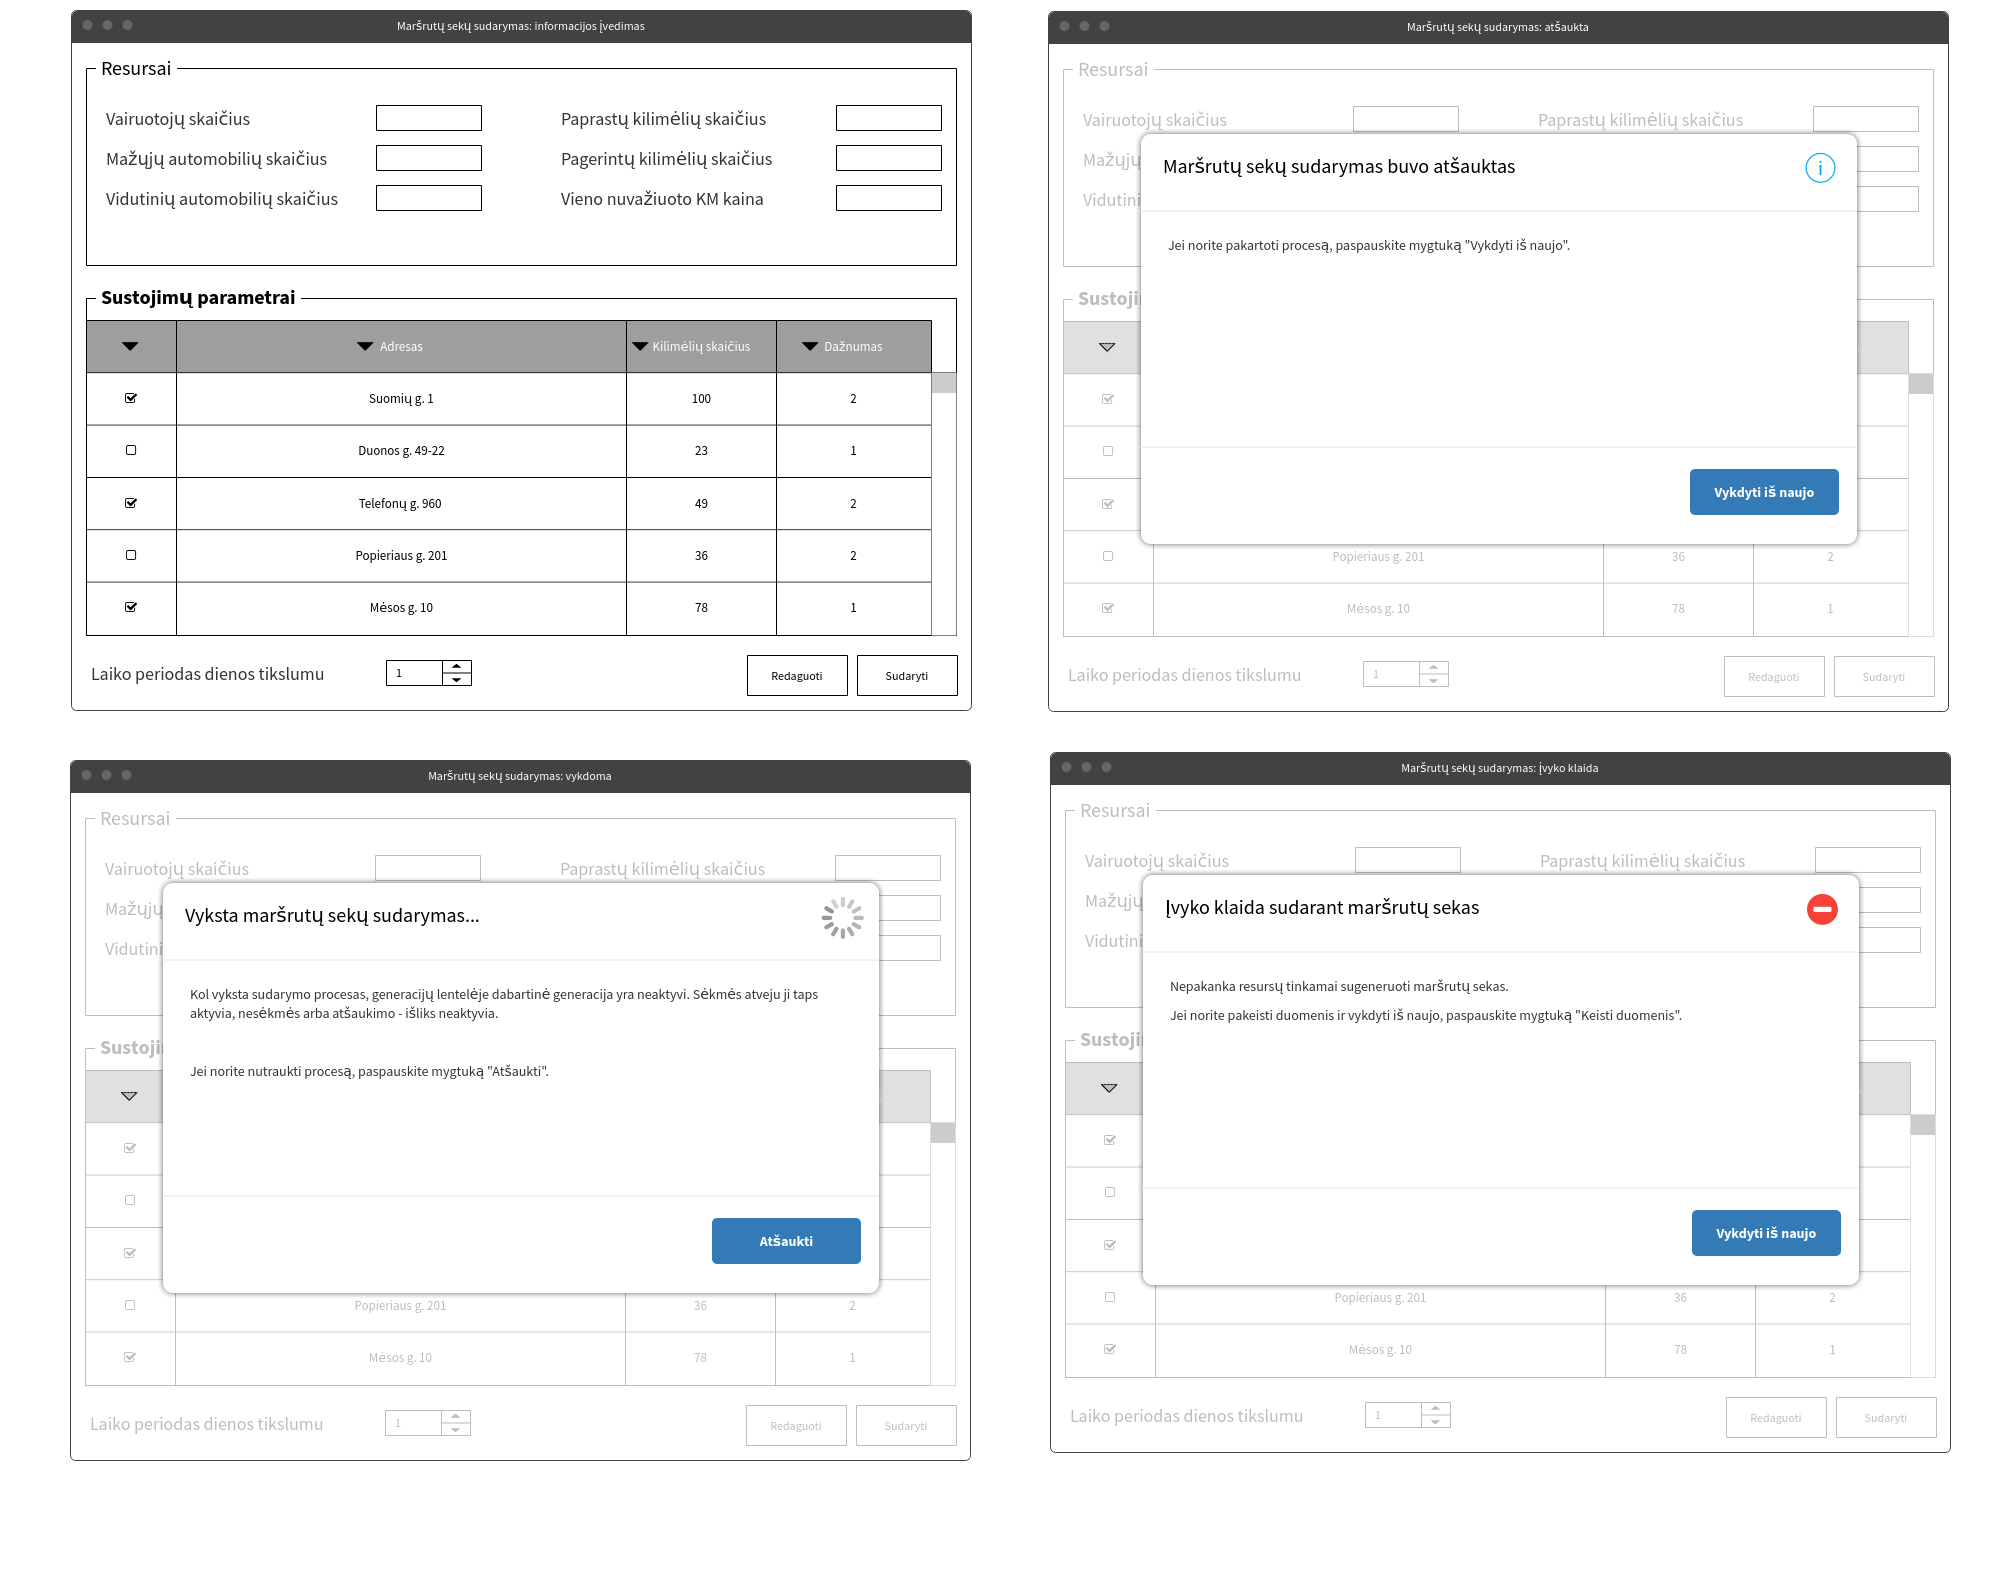 Maršrutų sekų sudarymas: informacijos įvedimas
Resursai
Vairuotojų skaičius
Paprastų kilimėlių skaičius
Mažųjų automobilių skaičius
Pagerintų kilimėlių skaičius
Vidutinių automobilių skaičius
Vieno nuvažiuoto KM kaina
Sustojimų parametrai
Adresas Kilimėlių skaičius Dažnumas
Suomių g. 1 100 2
Duonos g. 49-22 23 1
Telefonų g. 960 49 2
Popieriaus g. 201 36 2
Mėsos g. 10 78 1
Laiko periodas dienos tikslumu 1 Redaguoti Sudaryti
Maršrutų sekų sudarymas: atšaukta
Resursai
Vairuotojų skaičius
Paprastų kilimėlių skaičius
Mažųjų
Vidutini
Maršrutų sekų sudarymas buvo atšauktas
Jei norite pakartoti procesą, paspauskite mygtuką "Vykdyti iš naujo".
Vykdyti iš naujo
Sustoji
Popieriaus g. 201 36 2
Mėsos g. 10 78 1
Laiko periodas dienos tikslumu 1 Redaguoti Sudaryti
Maršrutų sekų sudarymas: vykdoma
Resursai
Vairuotojų skaičius
Paprastų kilimėlių skaičius
Mažųjų
Vidutini
Vyksta maršrutų sekų sudarymas...
Kol vyksta sudarymo procesas, generacijų lentelėje dabartinė generacija yra neaktyvi. Sėkmės atveju ji taps
aktyvia, nesėkmės arba atšaukimo - išliks neaktyvia.
Jei norite nutraukti procesą, paspauskite mygtuką "Atšaukti".
Atšaukti
Sustoji
Popieriaus g. 201 36 2
Mėsos g. 10 78 1
Laiko periodas dienos tikslumu 1 Redaguoti Sudaryti
Maršrutų sekų sudarymas: įvyko klaida
Resursai
Vairuotojų skaičius
Paprastų kilimėlių skaičius
Mažųjų
Vidutini
Įvyko klaida sudarant maršrutų sekas
Nepakanka resursų tinkamai sugeneruoti maršrutų sekas.
Jei norite pakeisti duomenis ir vykdyti iš naujo, paspauskite mygtuką "Keisti duomenis".
Vykdyti iš naujo
Sustoji
Popieriaus g. 201 36 2
Mėsos g. 10 78 1
Laiko periodas dienos tikslumu 1 Redaguoti Sudaryti